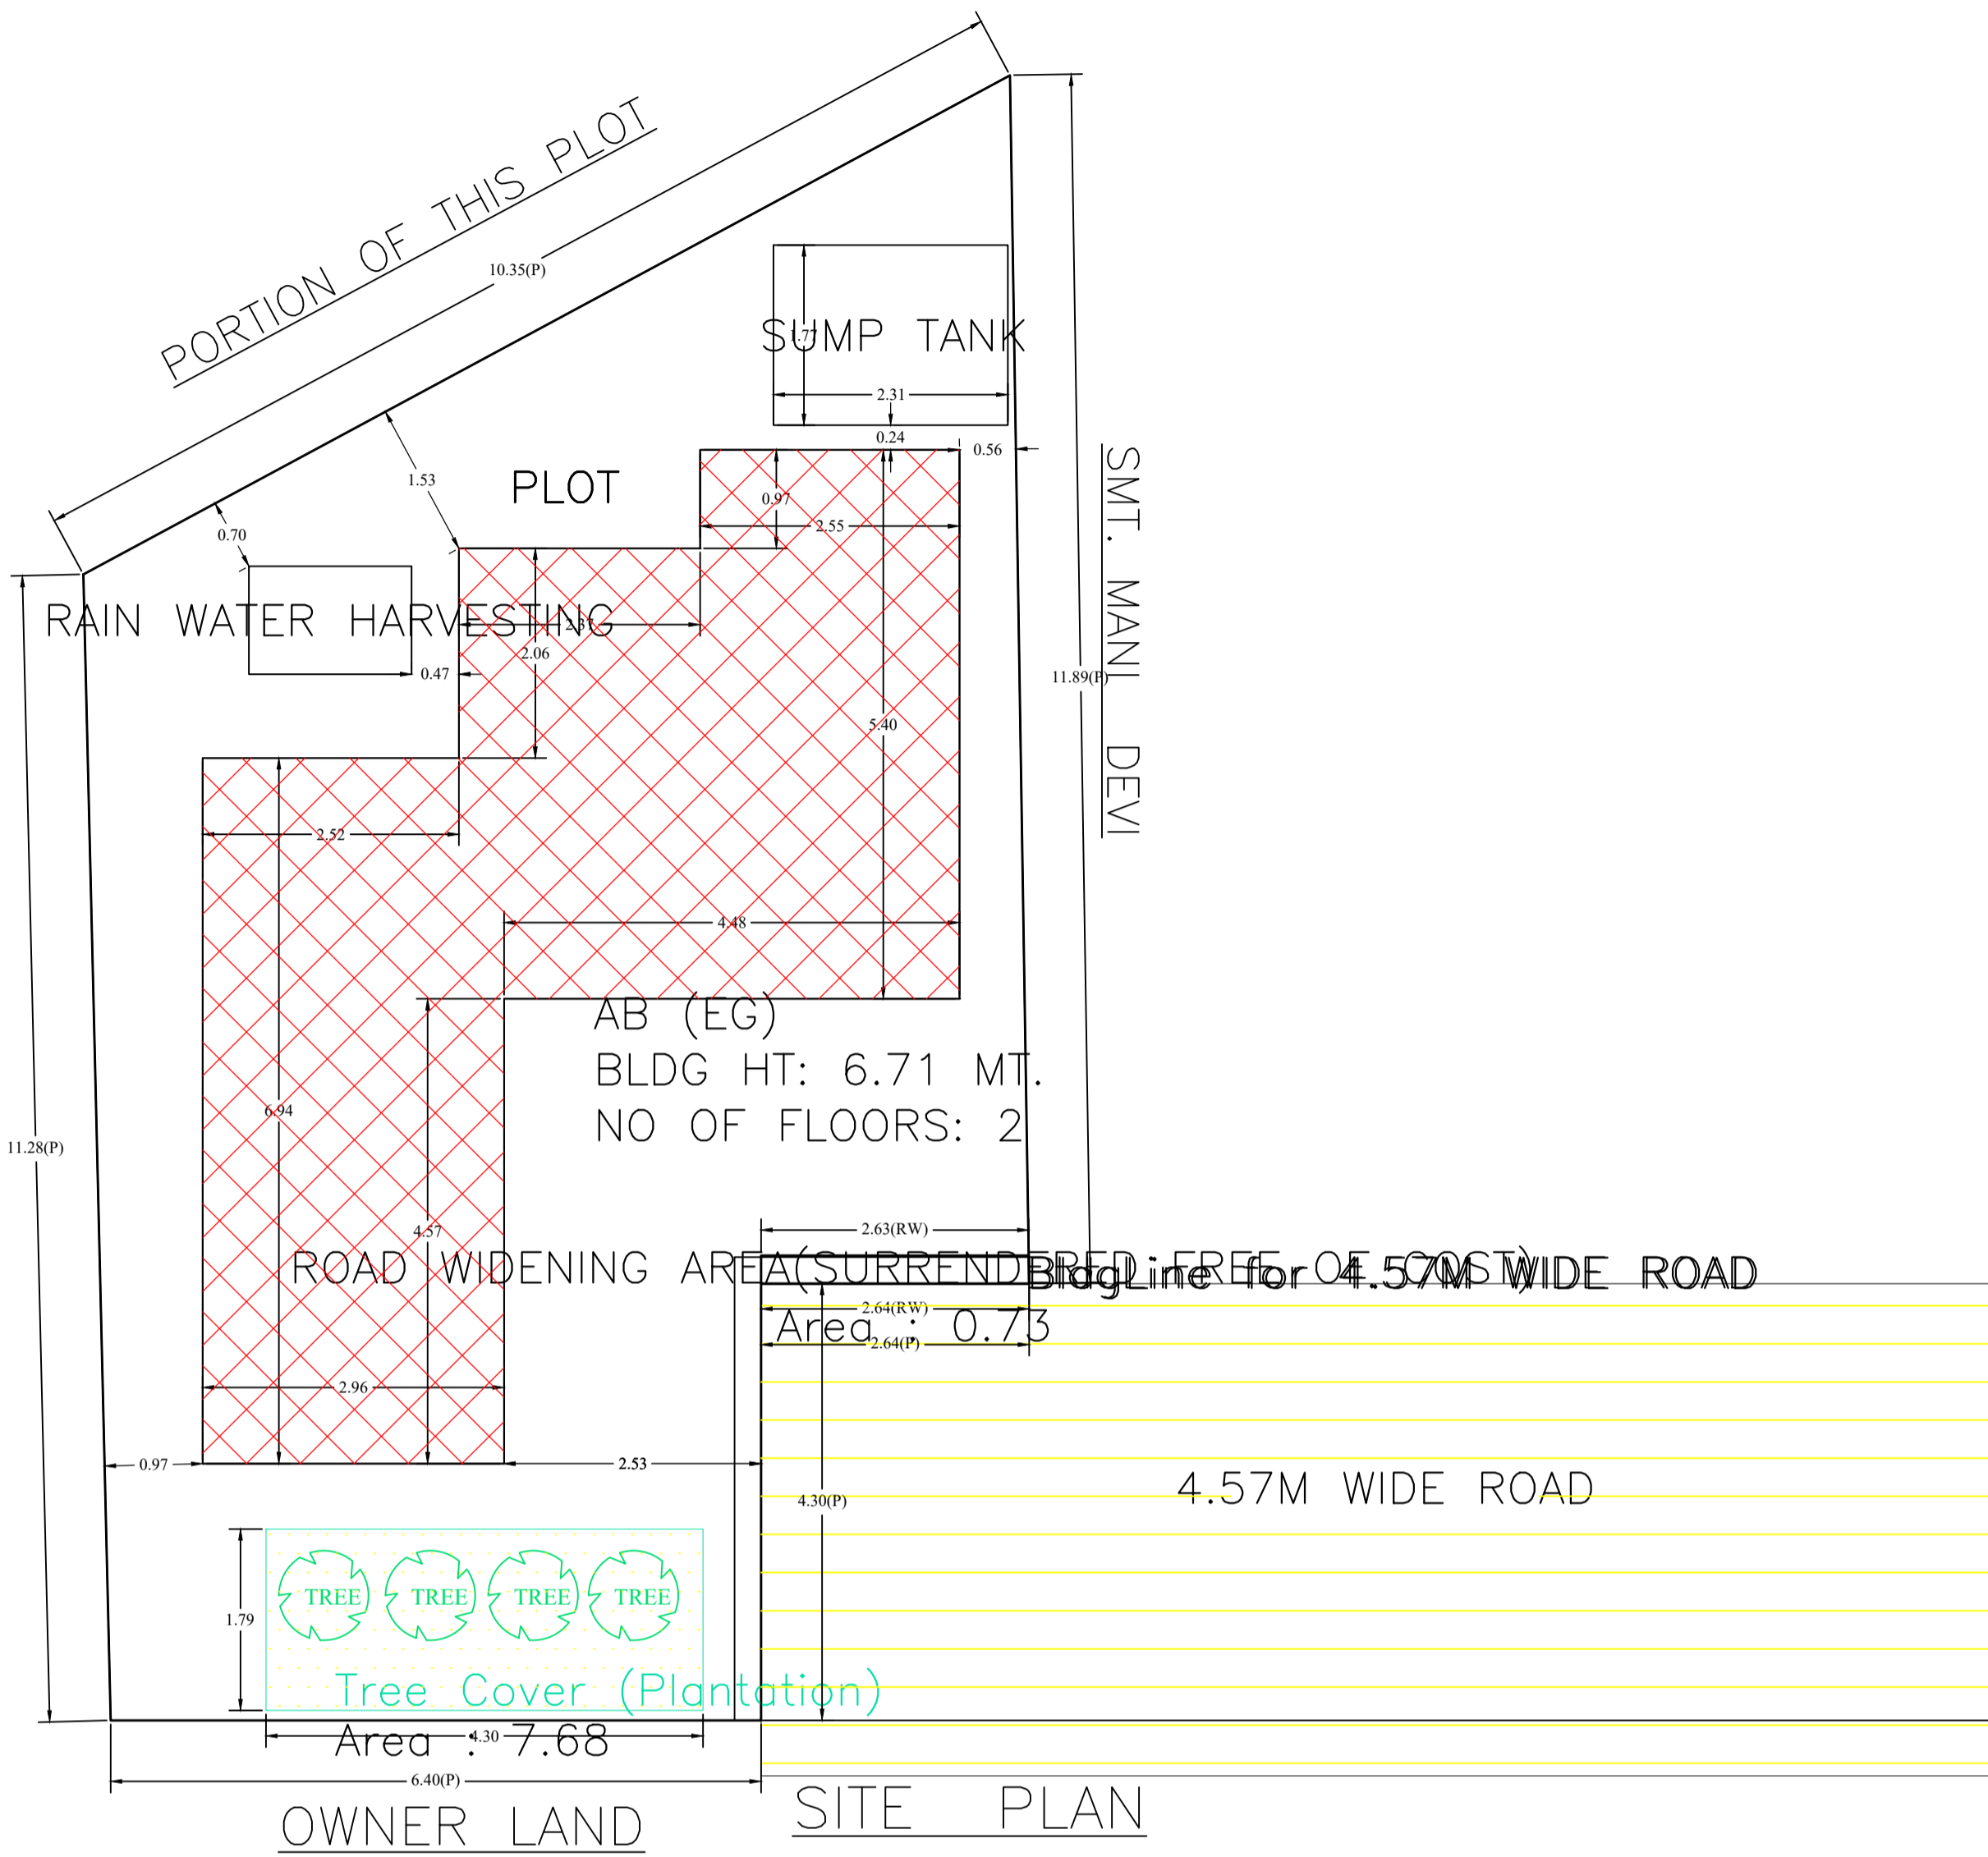 PORTION OF THIS PLOT
10.35(P)
1.77
SUMP TANK
2.31
0.24
0.56
1.53
PLOT
0.97
2.55
0.70
RAIN WATER HARVESTING
2.37
2.06
0.47
11.89(P)
SMT. MANI DEVI
5.40
2.52
4.48
AB (EG)
BLDG HT: 6.71 MT.
NO OF FLOORS: 2
6.94
11.28(P)
4.57
2.63(RW)
ROAD WIDENING AREA(SURRENDERED FREE OF COST)
BldgLine for 4.57M WIDE ROAD
2.64(RW)
Area : 0.73
2.64(P)
2.96
0.97
2.53
4.30(P)
4.57M WIDE ROAD
TREE TREE TREE TREE
1.79
Tree Cover (Plantation)
Area : 7.68
4.30
6.40(P)
OWNER LAND
SITE PLAN